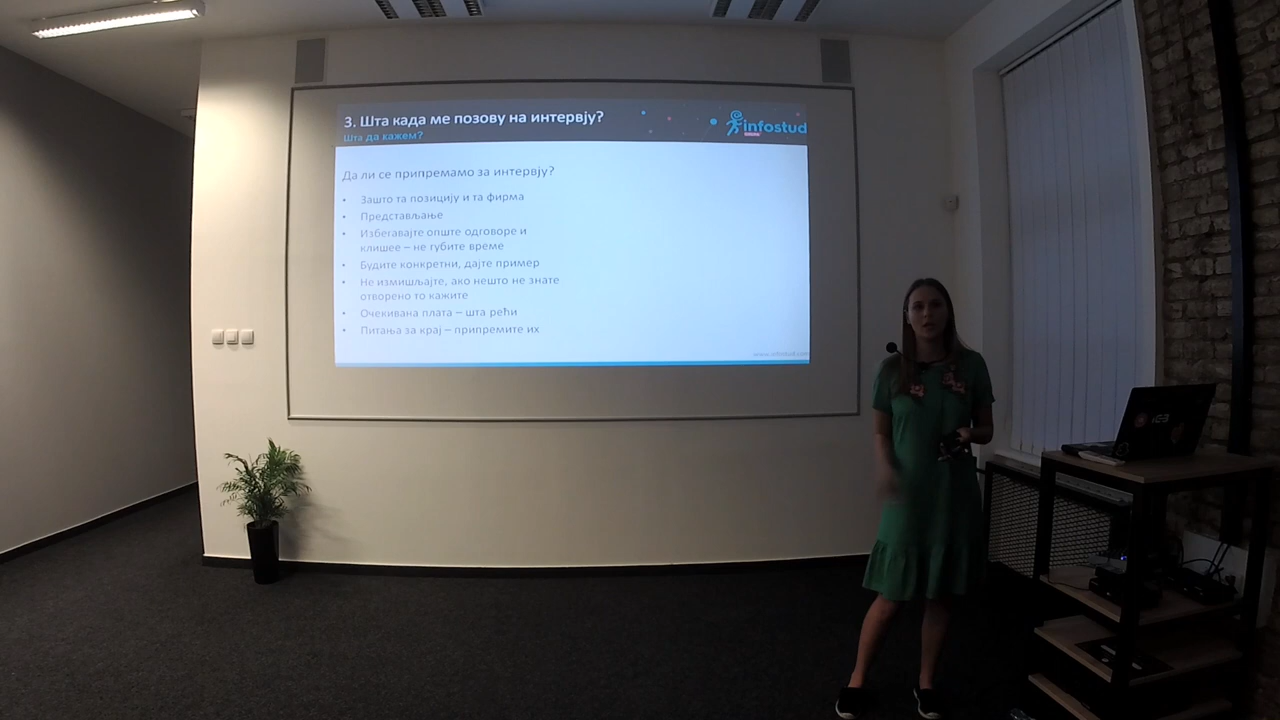 3. Шта када ме позову на интервју?
Шта да кажем?
infostud
Да ли се припремамо за интервју?
• Зашто та позицију и та фирма
• Представљање
• Избегавајте опште одговоре и
клишее – не губите време
• Будите конкретни, дајте пример
• Не измишљајте, ако нешто не знате
отворено то кажите
• Очекивана плата – шта рећи
• Питања за крај – припремите их
www.infostud.com